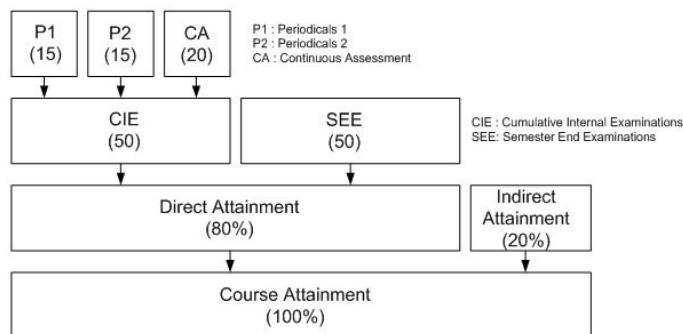 P1
(15)
P2
(15)
CA
(20)
P1 : Periodicals 1
P2 : Periodicals 2
CA : Continuous Assessment
CIE
(50)
SEE
(50)
CIE : Cumulative Internal Examinations
SEE: Semester End Examinations
Direct Attainment
(80%)
Indirect
Attainment
(20%)
Course Attainment
(100%)